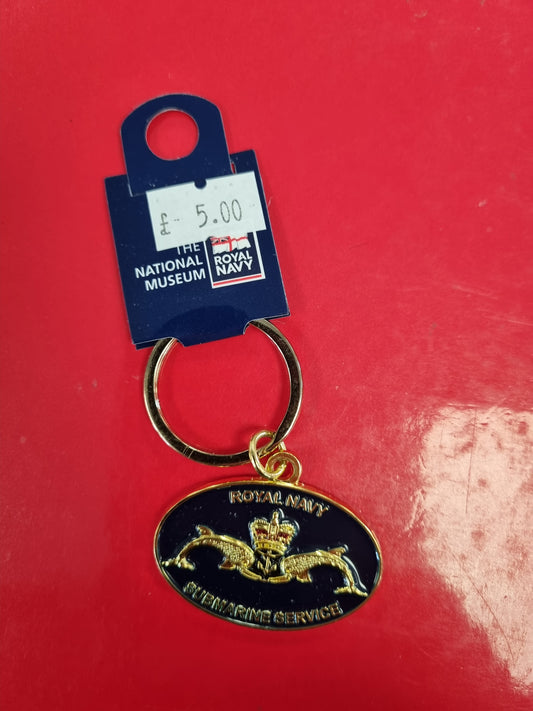 £ 5.00
THE
NATIONAL
MUSEUM
ROYAL
NAVY
ROYAL NAVY
SUBMARINE SERVICE